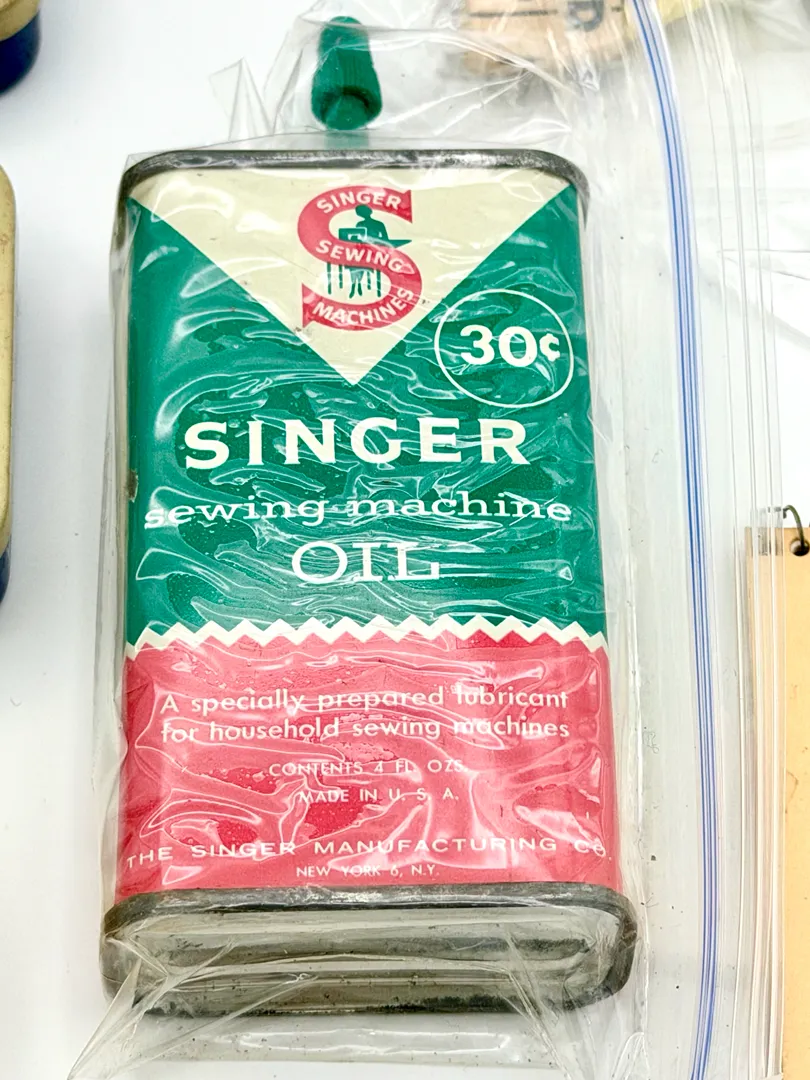 SINGER
SEWING
MACHINES
30¢
SINGER
sewing machine
OIL
A specially prepared lubricant
for household sewing machines
CONTENTS 4 FL. OZS.
MADE IN U. S. A.
THE SINGER MANUFACTURING CO.
NEW YORK 6, N.Y.